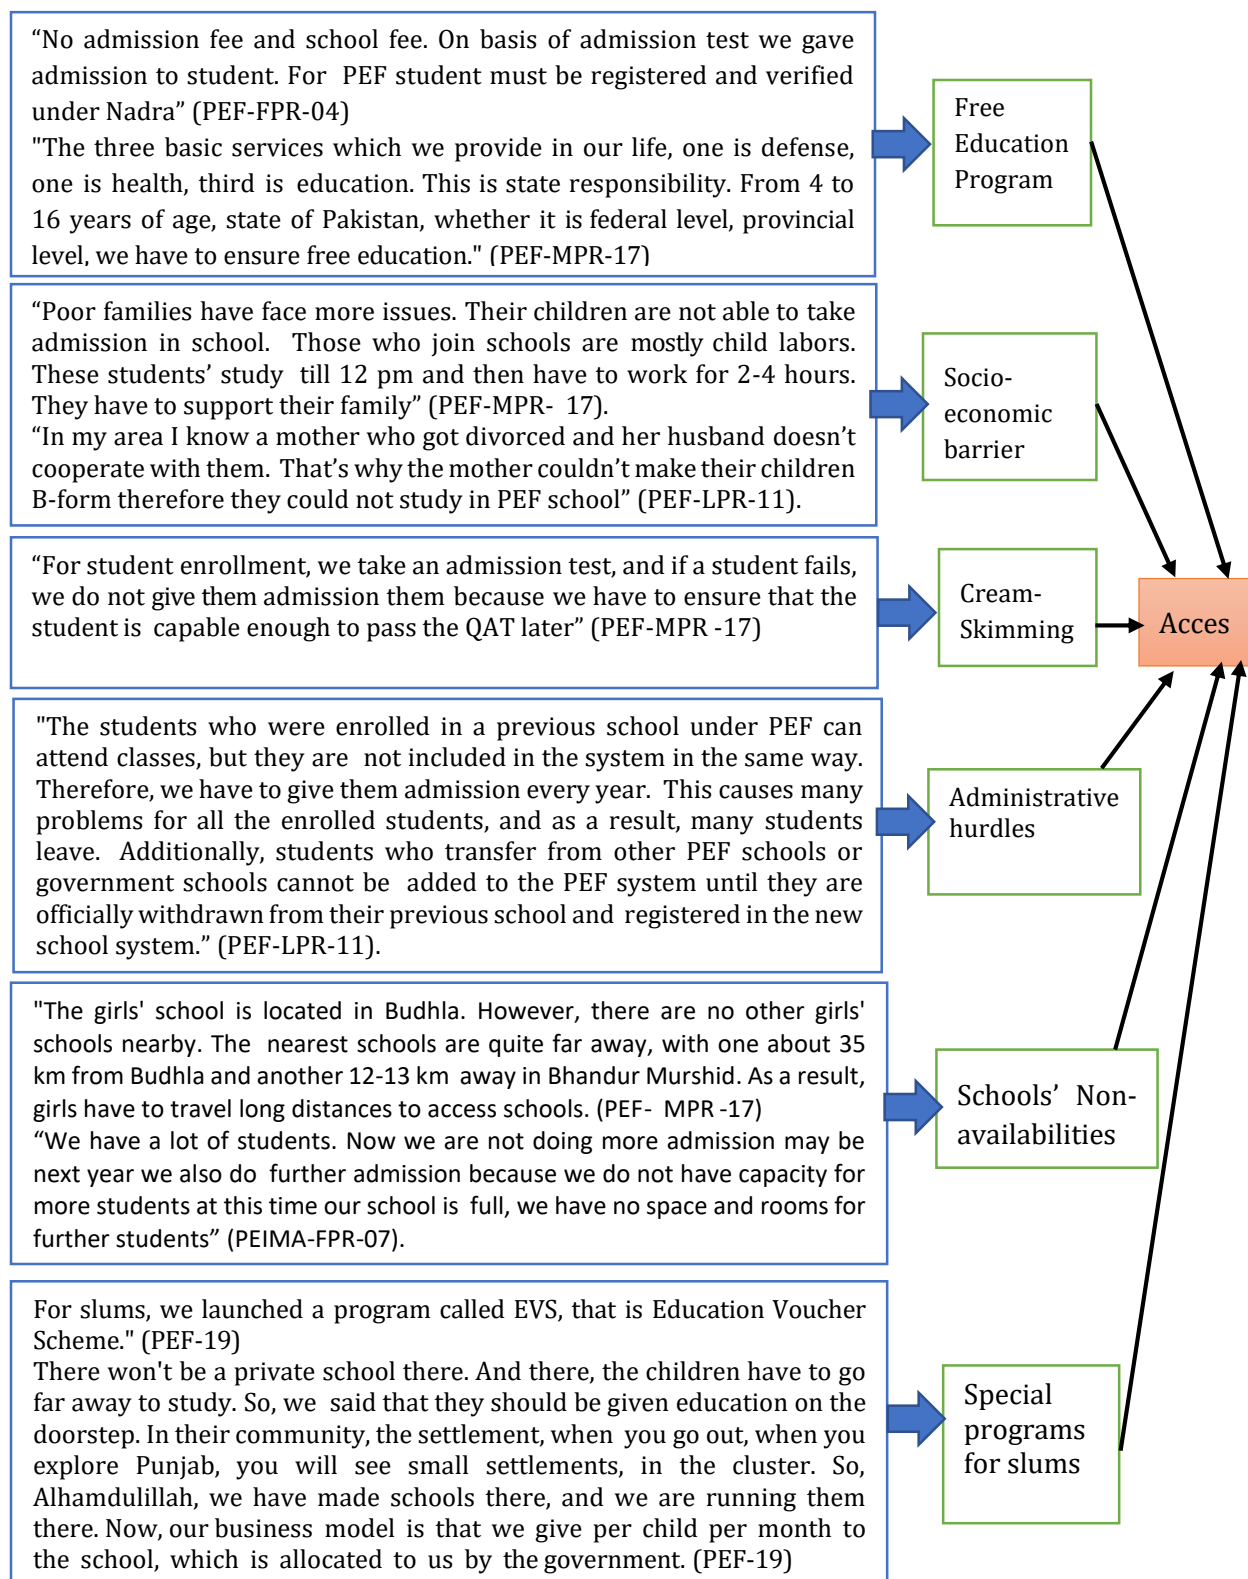 “No admission fee and school fee. On basis of admission test we gave
admission to student. For PEF student must be registered and verified
under Nadra” (PEF-FPR-04)
"The three basic services which we provide in our life, one is defense,
one is health, third is education. This is state responsibility. From 4 to
16 years of age, state of Pakistan, whether it is federal level, provincial
level, we have to ensure free education." (PEF-MPR-17)
Free
Education
Program
“Poor families have face more issues. Their children are not able to take
admission in school. Those who join schools are mostly child labors.
These students’ study till 12 pm and then have to work for 2-4 hours.
They have to support their family” (PEF-MPR- 17).
“In my area I know a mother who got divorced and her husband doesn’t
cooperate with them. That’s why the mother couldn’t make their children
B-form therefore they could not study in PEF school” (PEF-LPR-11).
Socio-
economic
barrier
“For student enrollment, we take an admission test, and if a student fails,
we do not give them admission them because we have to ensure that the
student is capable enough to pass the QAT later” (PEF-MPR -17)
Cream-
Skimming
Acces
"The students who were enrolled in a previous school under PEF can
attend classes, but they are not included in the system in the same way.
Therefore, we have to give them admission every year. This causes many
problems for all the enrolled students, and as a result, many students
leave. Additionally, students who transfer from other PEF schools or
government schools cannot be added to the PEF system until they are
officially withdrawn from their previous school and registered in the new
school system.” (PEF-LPR-11).
Administrative
hurdles
"The girls' school is located in Budhla. However, there are no other girls'
schools nearby. The nearest schools are quite far away, with one about 35
km from Budhla and another 12-13 km away in Bhandur Murshid. As a result,
girls have to travel long distances to access schools. (PEF- MPR -17)
“We have a lot of students. Now we are not doing more admission may be
next year we also do further admission because we do not have capacity for
more students at this time our school is full, we have no space and rooms for
further students” (PEIMA-FPR-07).
Schools’ Non-
availabilities
For slums, we launched a program called EVS, that is Education Voucher
Scheme." (PEF-19)
There won't be a private school there. And there, the children have to go
far away to study. So, we said that they should be given education on the
doorstep. In their community, the settlement, when you go out, when you
explore Punjab, you will see small settlements, in the cluster. So,
Alhamdulillah, we have made schools there, and we are running them
there. Now, our business model is that we give per child per month to
the school, which is allocated to us by the government. (PEF-19)
Special
programs
for slums